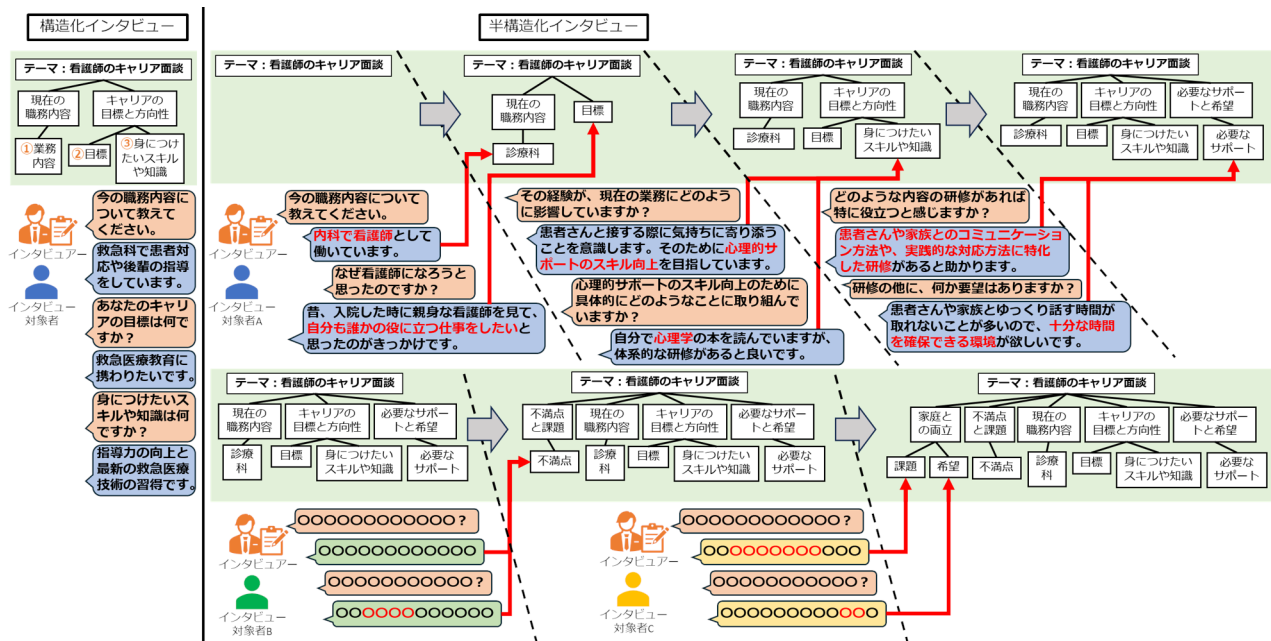 構造化インタビュー
テーマ：看護師のキャリア面談
現在の
職務内容
キャリアの
目標と方向性
①業務
内容
②目標
③身につけ
たいスキル
や知識
インタビュアー
インタビュー
対象者
今の職務内容に
ついて教えて
ください。
救急科で患者対
応や後輩の指導
をしています。
あなたのキャリ
アの目標は何で
すか？
救急医療教育に
携わりたいです。
身につけたいス
キルや知識は何
ですか？
指導力の向上と
最新の救急医療
技術の習得です。
半構造化インタビュー
テーマ：看護師のキャリア面談
テーマ：看護師のキャリア面談
現在の
職務内容
目標
診療科
テーマ：看護師のキャリア面談
現在の
職務内容
キャリアの
目標と方向性
診療科
目標
身につけたい
スキルや知識
テーマ：看護師のキャリア面談
現在の
職務内容
キャリアの
目標と方向性
必要なサポー
トと希望
診療科
目標
身につけたい
スキルや知識
必要な
サポート
インタビュアー
インタビュー
対象者A
今の職務内容について
教えてください。
内科で看護師として
働いています。
なぜ看護師になろうと
思ったのですか？
昔、入院した時に親身な看護師を見て、
自分も誰かの役に立つ仕事をしたいと
思ったのがきっかけです。
その経験が、現在の業務にどのよう
に影響していますか？
患者さんと接する際に気持ちに寄り添う
ことを意識します。そのために心理的サ
ポートのスキル向上を目指しています。
心理的サポートのスキル向上のために
具体的にどのようなことに取り組んで
いますか？
自分で心理学の本を読んでいますが、
体系的な研修があると良いです。
どのような内容の研修があれば
特に役立つと感じますか？
患者さんや家族とのコミュニケーション
方法や、実践的な対応方法に特化
した研修があると助かります。
研修の他に、何か要望はありますか？
患者さんや家族とゆっくり話す時間が
取れないことが多いので、十分な時間
を確保できる環境が欲しいです。
テーマ：看護師のキャリア面談
現在の
職務内容
キャリアの
目標と方向性
必要なサポー
トと希望
診療
科
目標
身につけたい
スキルや知識
必要な
サポート
テーマ：看護師のキャリア面談
不満点
と課題
現在の
職務内容
キャリアの
目標と方向性
必要なサポー
トと希望
不満点
診療
科
目標
身につけたい
スキルや知識
必要な
サポート
テーマ：看護師のキャリア面談
家庭と
の両立
不満点
と課題
現在の
職務内容
キャリアの
目標と方向性
必要なサポー
トと希望
課題
希望
不満点
診療
科
目標
身につけたい
スキルや知識
必要な
サポート
インタビュアー
インタビュー
対象者B
○○○○○○○○○○○○？
○○○○○○○○○○○○
○○○○○○○○○○○？
○○○○○○○○○○○○
インタビュアー
インタビュー
対象者C
○○○○○○○○○○○○？
○○○○○○○○○○○○
○○○○○○○○○○○？
○○○○○○○○○○○○